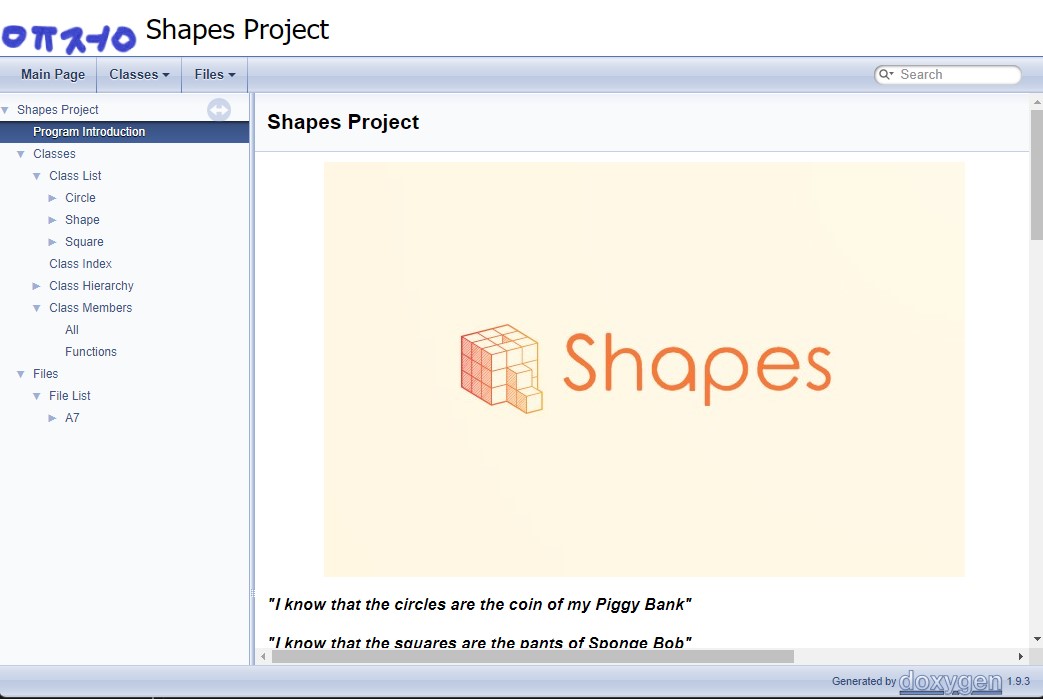 Shapes Project
Main Page
Classes
Files
Search
Shapes Project
Program Introduction
Classes
Class List
Circle
Shape
Square
Class Index
Class Hierarchy
Class Members
All
Functions
Files
File List
A7
Shapes Project
Shapes
"I know that the circles are the coin of my Piggy Bank"
"I know that the squares are the pants of Sponge Bob"
Generated by doxygen 1.9.3